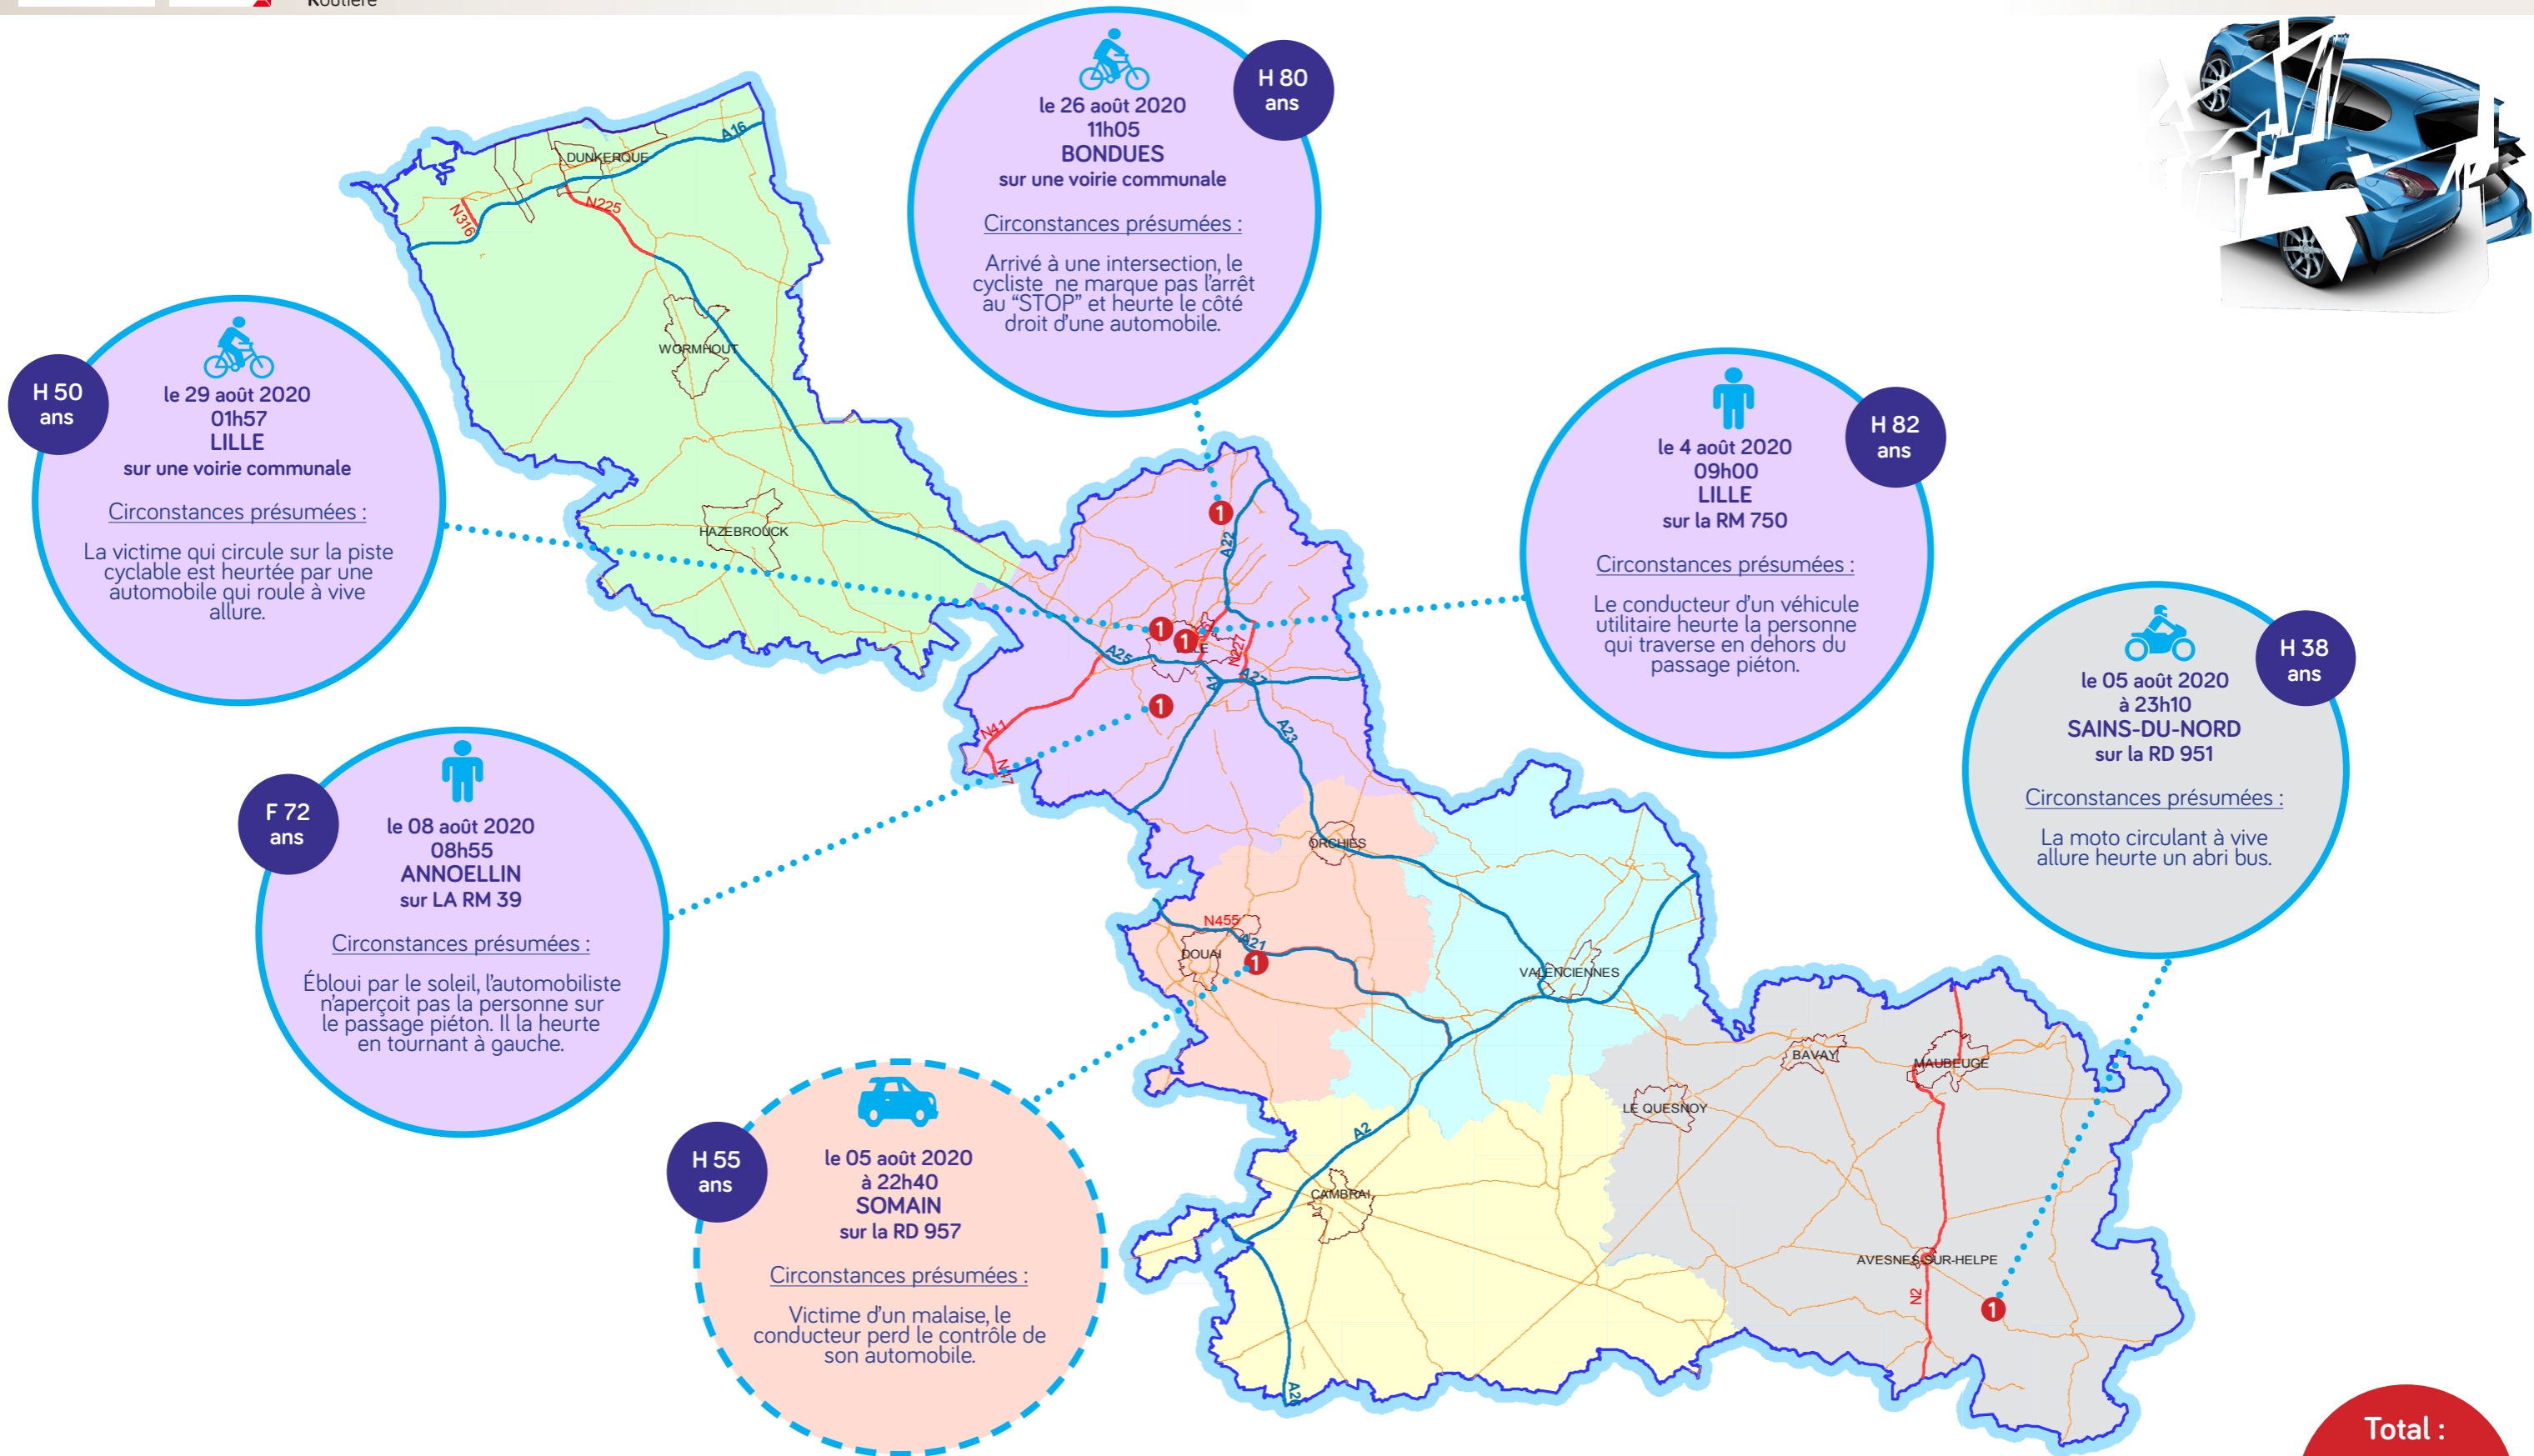 Routière
H 80
ans
le 26 août 2020
11h05
BONDUES
sur une voirie communale
Circonstances présumées :
Arrivé à une intersection, le
cycliste ne marque pas l'arrêt
au “STOP” et heurte le côté
droit d'une automobile.
H 50
ans
le 29 août 2020
01h57
LILLE
sur une voirie communale
Circonstances présumées :
La victime qui circule sur la piste
cyclable est heurtée par une
automobile qui roule à vive
allure.
H 82
ans
le 4 août 2020
09h00
LILLE
sur la RM 750
Circonstances présumées :
Le conducteur d'un véhicule
utilitaire heurte la personne
qui traverse en dehors du
passage piéton.
H 38
ans
le 05 août 2020
à 23h10
SAINS-DU-NORD
sur la RD 951
Circonstances présumées :
La moto circulant à vive
allure heurte un abri bus.
F 72
ans
le 08 août 2020
08h55
ANNOELLIN
sur LA RM 39
Circonstances présumées :
Ébloui par le soleil, l'automobiliste
n'aperçoit pas la personne sur
le passage piéton. Il la heurte
en tournant à gauche.
H 55
ans
le 05 août 2020
à 22h40
SOMAIN
sur la RD 957
Circonstances présumées :
Victime d'un malaise, le
conducteur perd le contrôle de
son automobile.
A16
DUNKERQUE
N316
N225
WORMHOUT
HAZEBROUCK
1
A22
1
1
N227
A25
A1
A27
1
N41
N47
A23
ORCHIES
N455
A21
DOUAI
1
VALENCIENNES
BAVAY
MAUBEUGE
LE QUESNOY
A2
CAMBRAI
AVESNES-SUR-HELPE
N2
1
A26
Total :